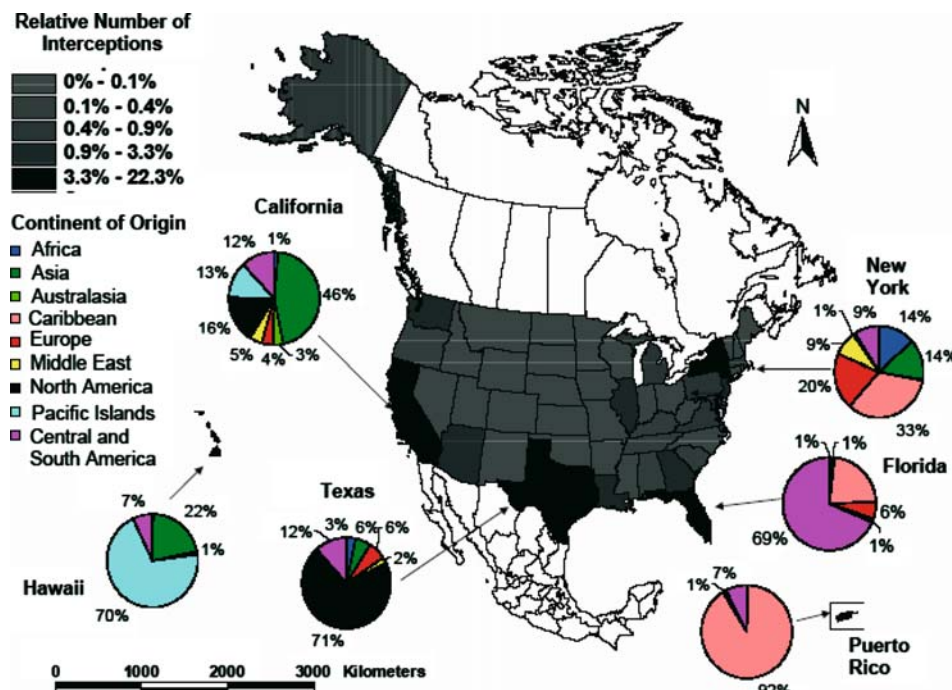 Relative Number of
Interceptions
0% - 0.1%
0.1% - 0.4%
0.4% - 0.9%
0.9% - 3.3%
3.3% - 22.3%
Continent of Origin
Africa
Asia
Australasia
Caribbean
Europe
Middle East
North America
Pacific Islands
Central and
South America
N
California
12% 1%
13%
46%
16%
5% 4% 3%
New
York
1% 9% 14%
9% 14%
20%
33%
Florida
1% 1%
6%
69% 1%
Texas
12% 3% 6% 6%
2%
71%
Hawaii
7% 22%
1%
70%
Puerto
Rico
1% 7%
92%
0 1000 2000 3000 Kilometers